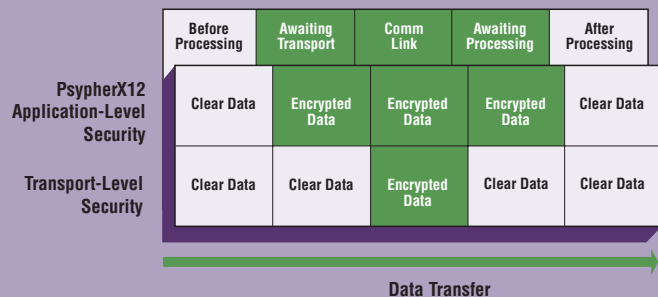 Before Processing
Awaiting Transport
Comm Link
Awaiting Processing
After Processing
PsypherX12 Application-Level Security
Clear Data
Encrypted Data
Encrypted Data
Encrypted Data
Clear Data
Transport-Level Security
Clear Data
Clear Data
Encrypted Data
Clear Data
Clear Data
Data Transfer